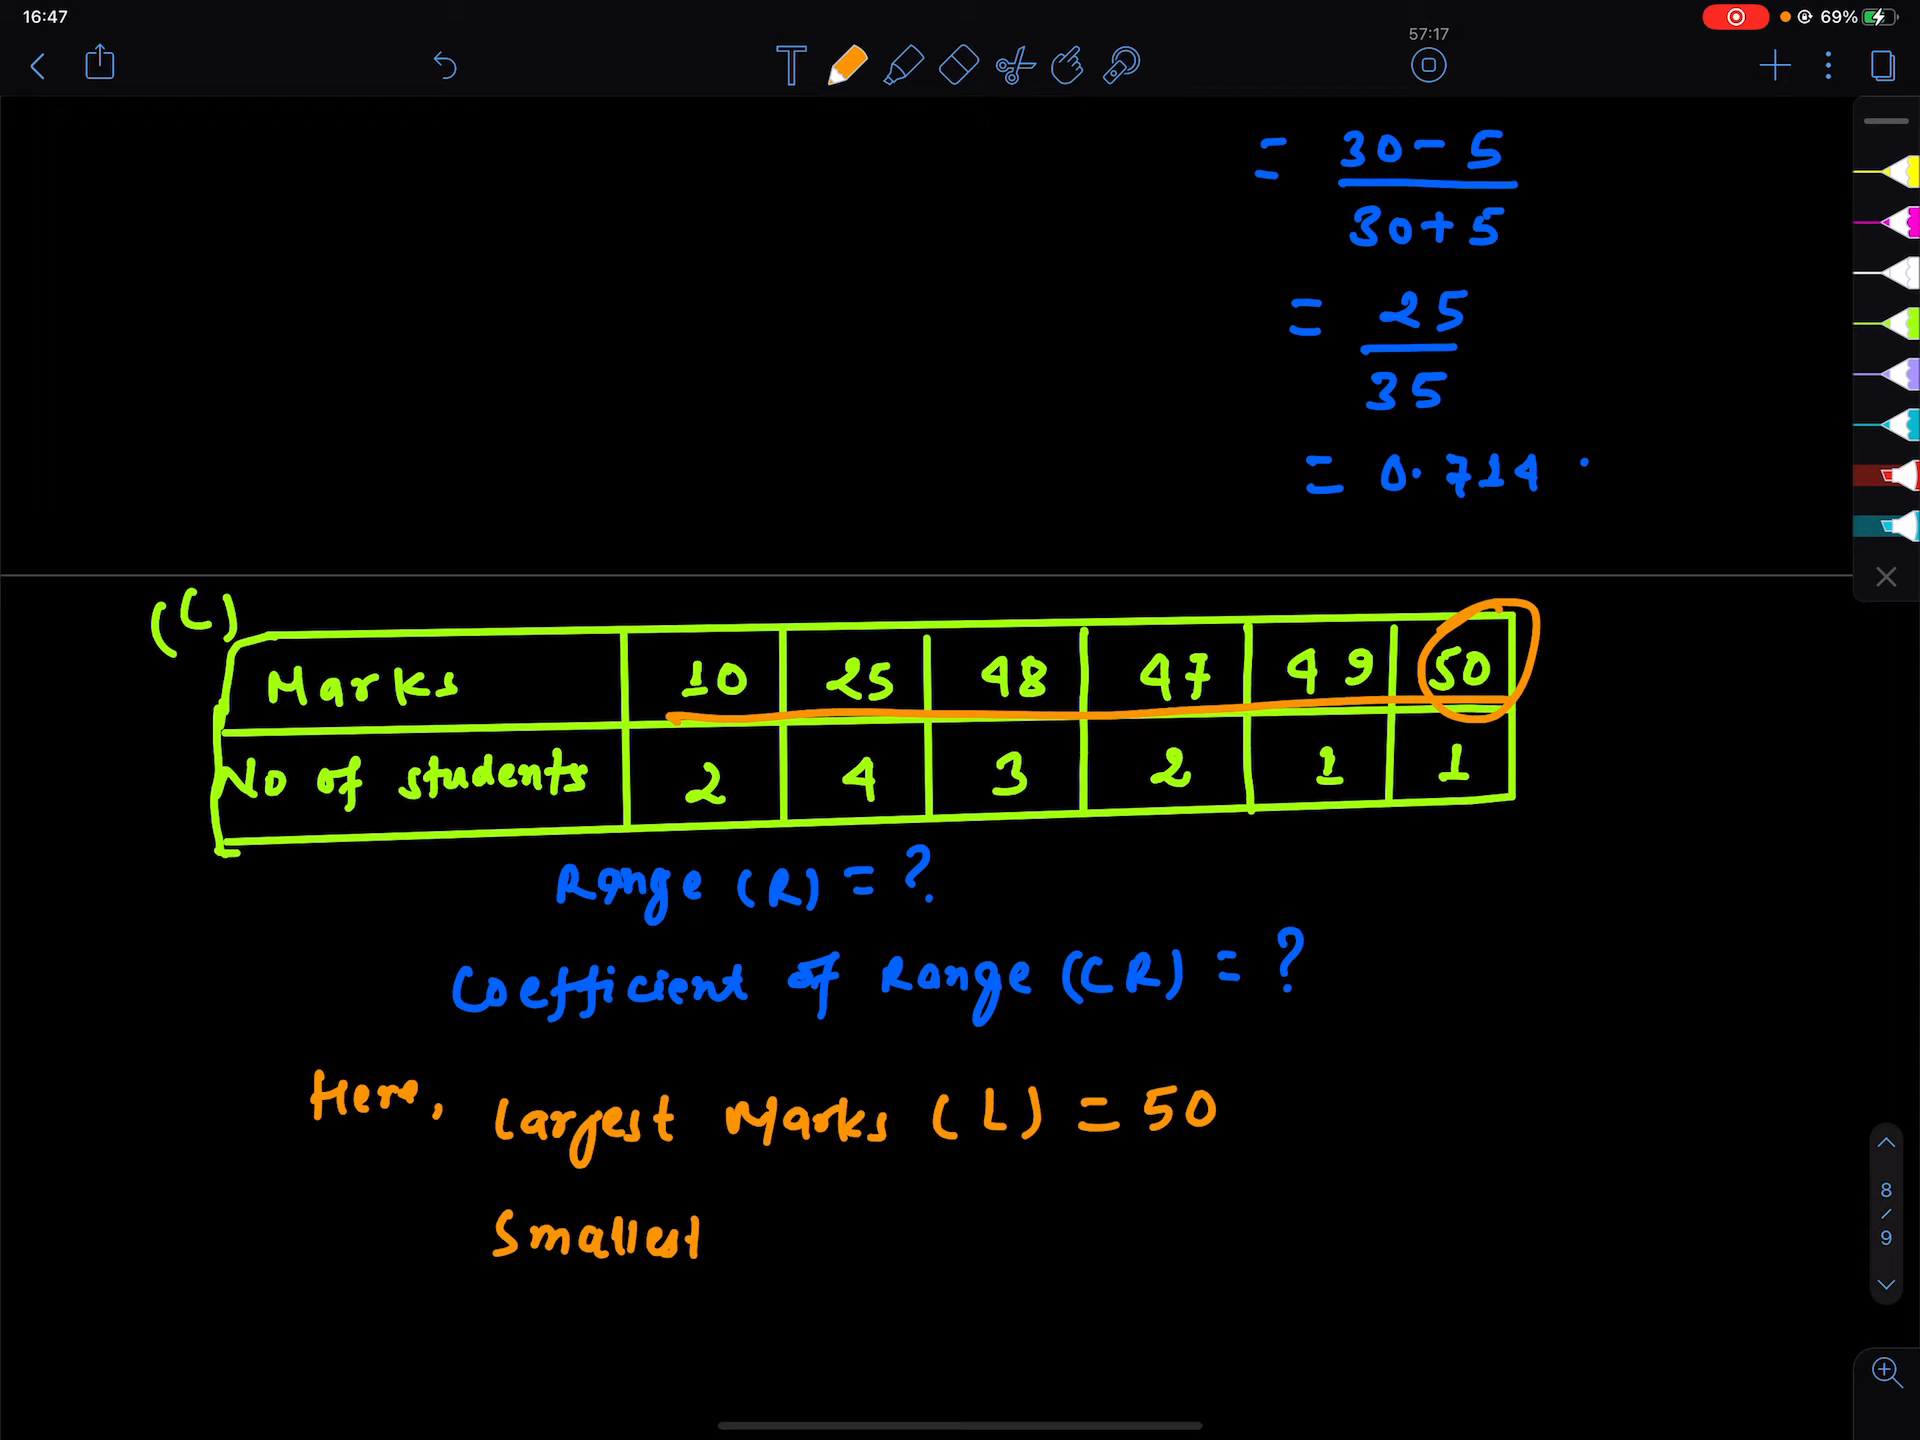 16:47
57:17
69%
= 30 - 5
30 + 5
= 25
35
= 0.714 .
(C)
Marks 10 25 48 47 49 50
No of students 2 4 3 2 1 1
Range (R) = ?
Coefficient of Range (CR) = ?
Here, Largest Marks (L) = 50
Smallest
8
/
9